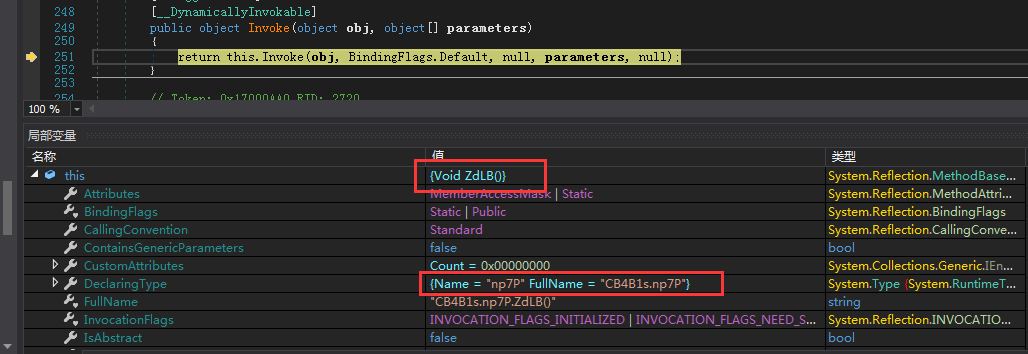 248
249
250
251
252
253
254
[__DynamicallyInvokable]
public object Invoke(object obj, object[] parameters)
{
return this.Invoke(obj, BindingFlags.Default, null, parameters, null);
}
// Token: 0x17000AA0 RID: 2720
100 %
局部变量
名称 值 类型
this {Void ZdLB()} System.Reflection.MethodBase...
Attributes MemberAccessMask | Static System.Reflection.MethodAttri...
BindingFlags Static | Public System.Reflection.BindingFlags
CallingConvention Standard System.Reflection.CallingConve...
ContainsGenericParameters false bool
CustomAttributes Count = 0x00000000 System.Collections.Generic.IEn...
DeclaringType {Name = "np7P" FullName = "CB4B1s.np7P"} System.Type {System.RuntimeT...
FullName "CB4B1s.np7P.ZdLB()" string
InvocationFlags INVOCATION_FLAGS_INITIALIZED | INVOCATION_FLAGS_NEED_S... System.Reflection.INVOCATIO...
IsAbstract false bool